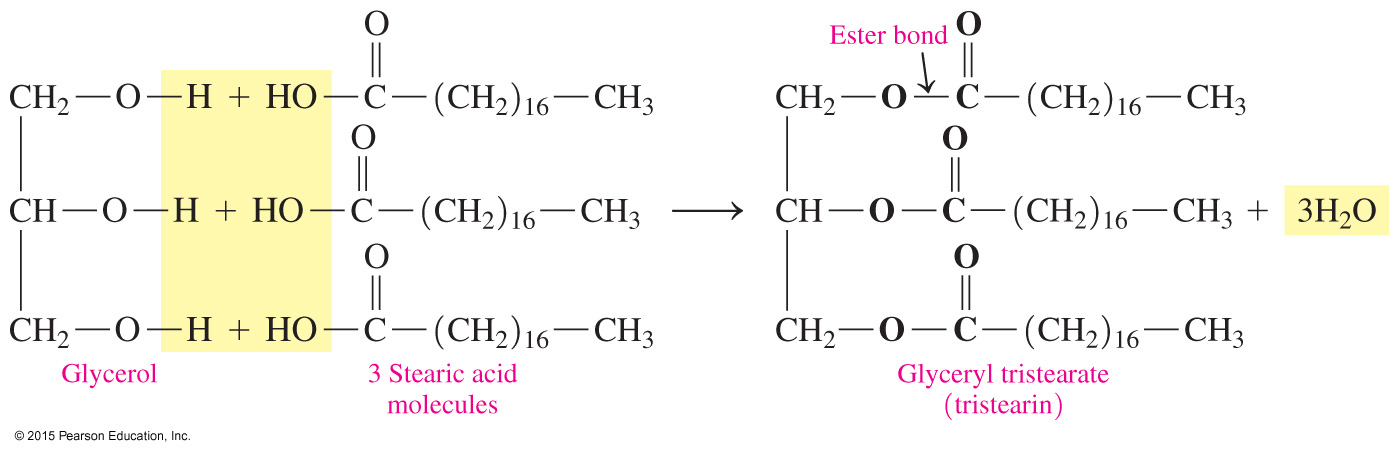 O O
Ester bond
CH₂—O—H + HO—C—(CH₂)₁₆—CH₃ CH₂—O—C—(CH₂)₁₆—CH₃
O O
CH—O—H + HO—C—(CH₂)₁₆—CH₃ ⟶ CH—O—C—(CH₂)₁₆—CH₃ + 3H₂O
O O
CH₂—O—H + HO—C—(CH₂)₁₆—CH₃ CH₂—O—C—(CH₂)₁₆—CH₃
Glycerol 3 Stearic acid Glyceryl tristearate
molecules (tristearin)
© 2015 Pearson Education, Inc.